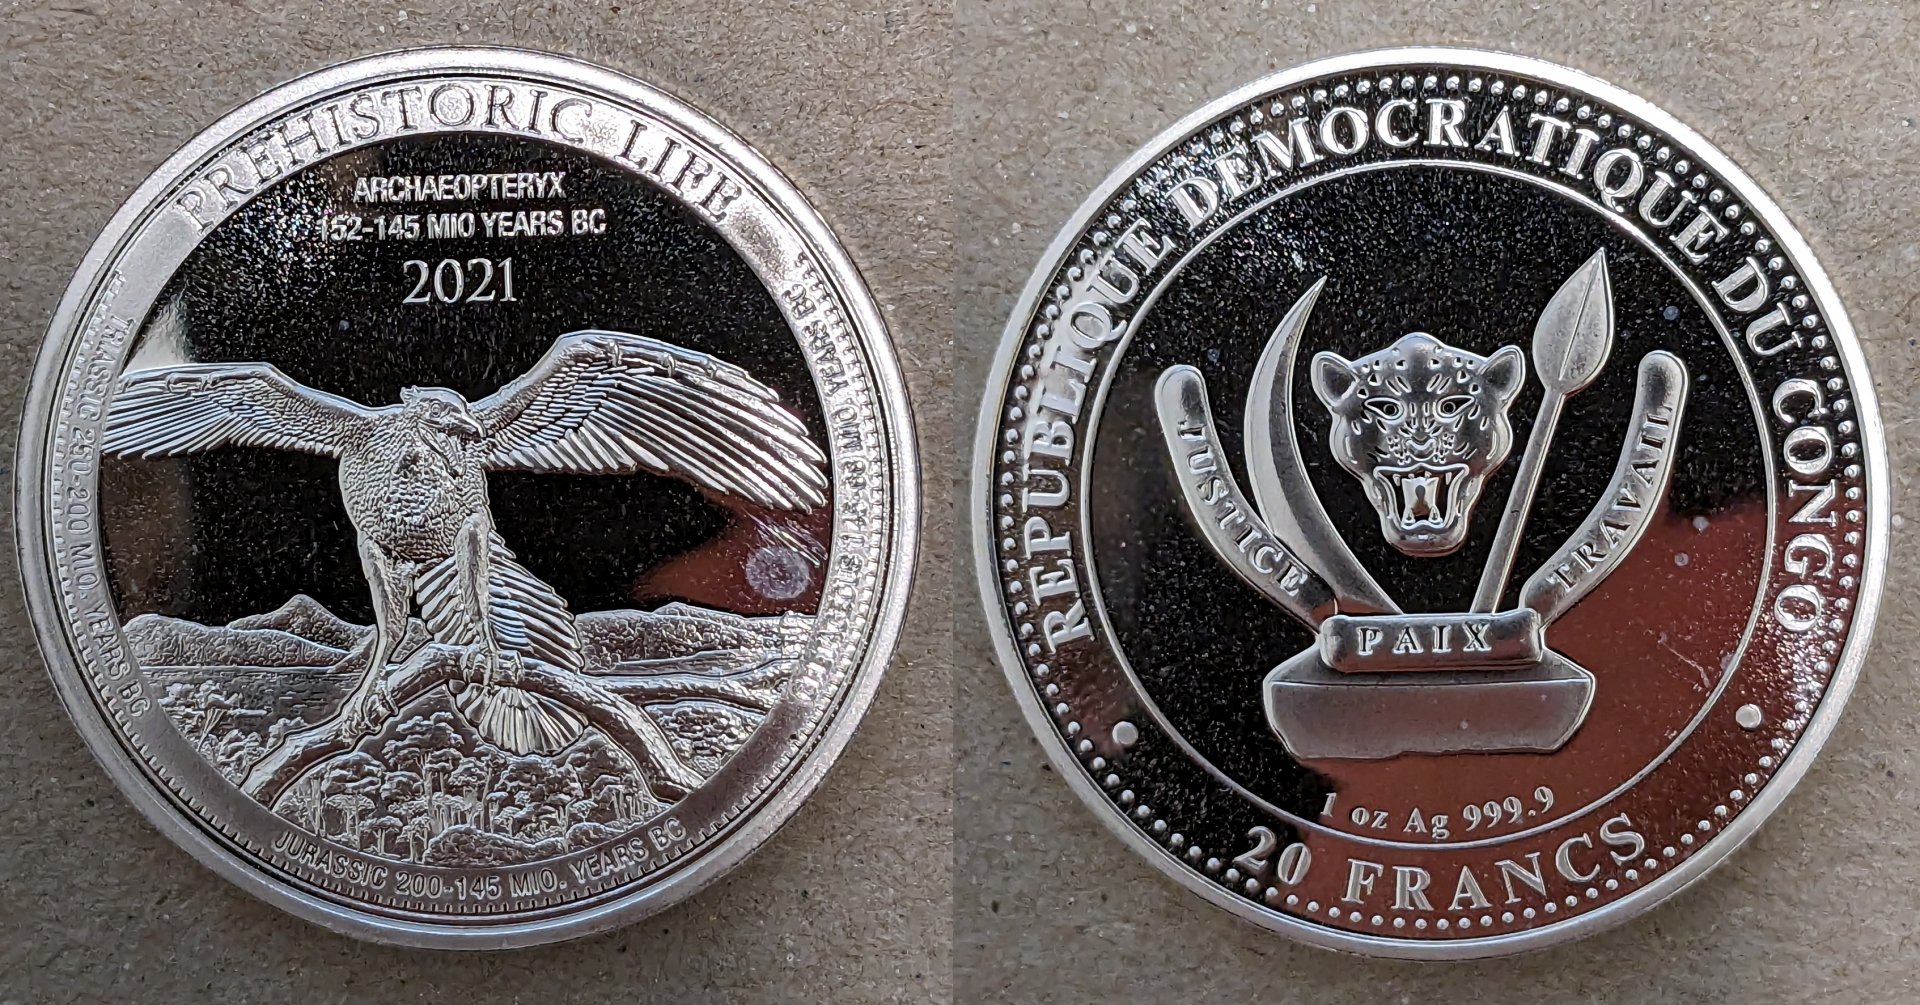 PREHISTORIC LIFE
ARCHAEOPTERYX
152-145 MIO YEARS BC
2021
TRIASSIC 250-200 MIO. YEARS BC
JURASSIC 200-145 MIO. YEARS BC
REPUBLIQUE DEMOCRATIQUE DU CONGO
JUSTICE
PAIX
TRAVAIL
1 oz Ag 999.9
20 FRANCS